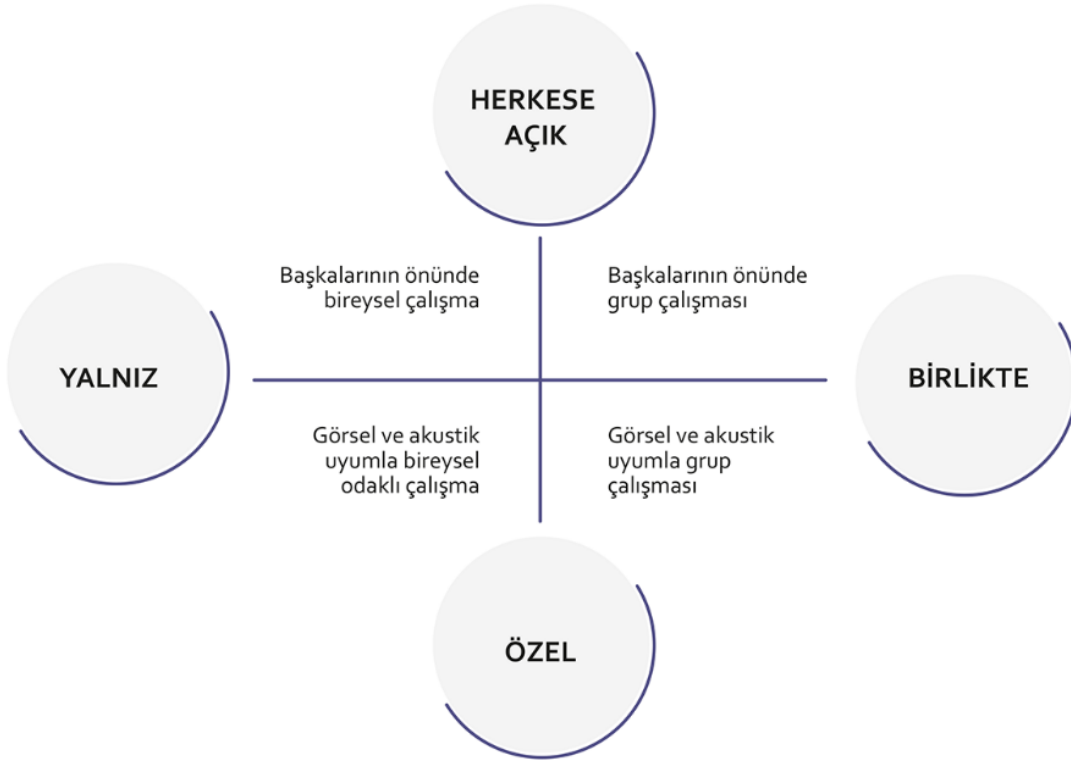 HERKESE
AÇIK
Başkalarının önünde
bireysel çalışma
Başkalarının önünde
grup çalışması
YALNIZ
BİRLİKTE
Görsel ve akustik
uyumla bireysel
odaklı çalışma
Görsel ve akustik
uyumla grup
çalışması
ÖZEL